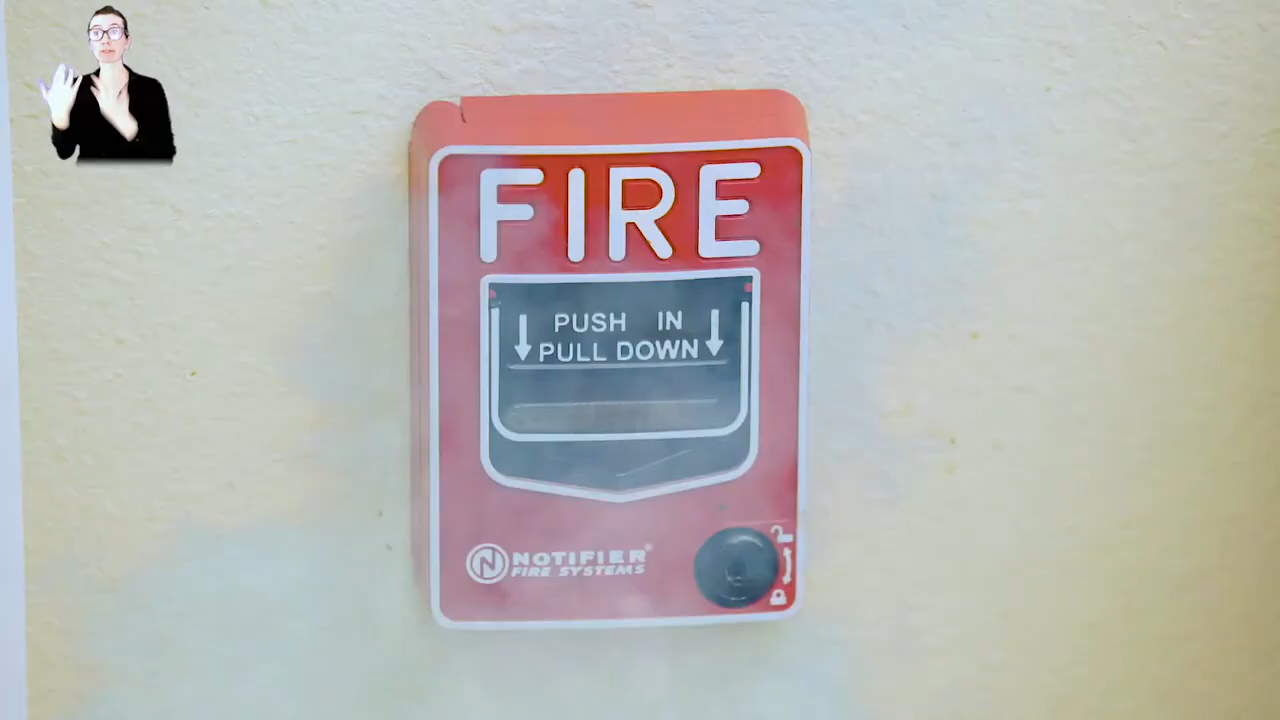 FIRE
PUSH IN
PULL DOWN
N NOTIFIER®
FIRE SYSTEMS